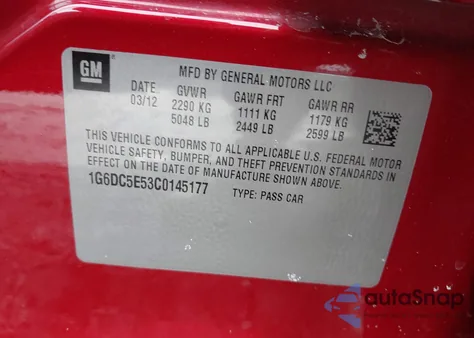 GM
MFD BY GENERAL MOTORS LLC
DATE GVWR GAWR FRT GAWR RR
03/12 2290 KG 1111 KG 1179 KG
5048 LB 2449 LB 2599 LB
THIS VEHICLE CONFORMS TO ALL APPLICABLE U.S. FEDERAL MOTOR
VEHICLE SAFETY, BUMPER, AND THEFT PREVENTION STANDARDS IN
EFFECT ON THE DATE OF MANUFACTURE SHOWN ABOVE.
1G6DC5E53C0145177 TYPE: PASS CAR
autoSnap